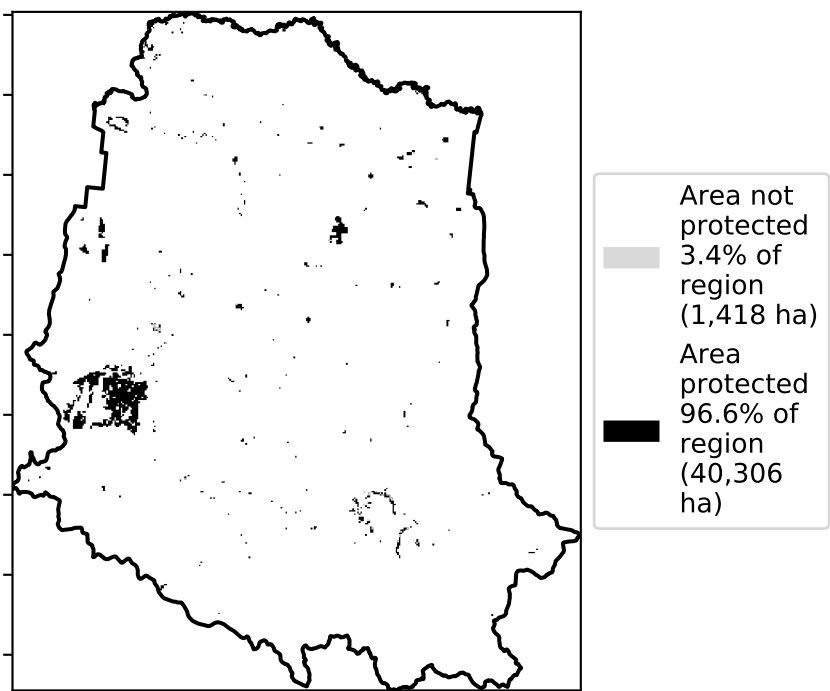 Area not
protected
3.4% of
region
(1,418 ha)
Area
protected
96.6% of
region
(40,306
ha)